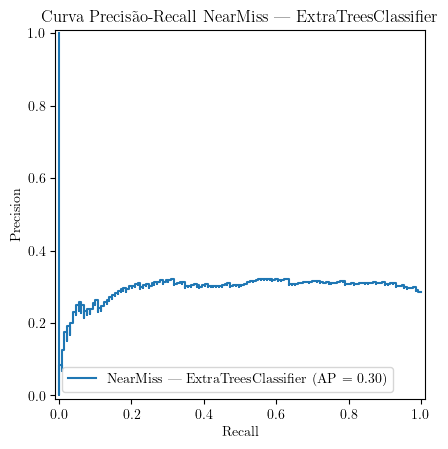 Curva Precisão-Recall NearMiss — ExtraTreesClassifier
1.0
0.8
0.6
0.4
0.2
0.0
Precision
NearMiss — ExtraTreesClassifier (AP = 0.30)
0.0 0.2 0.4 0.6 0.8 1.0
Recall